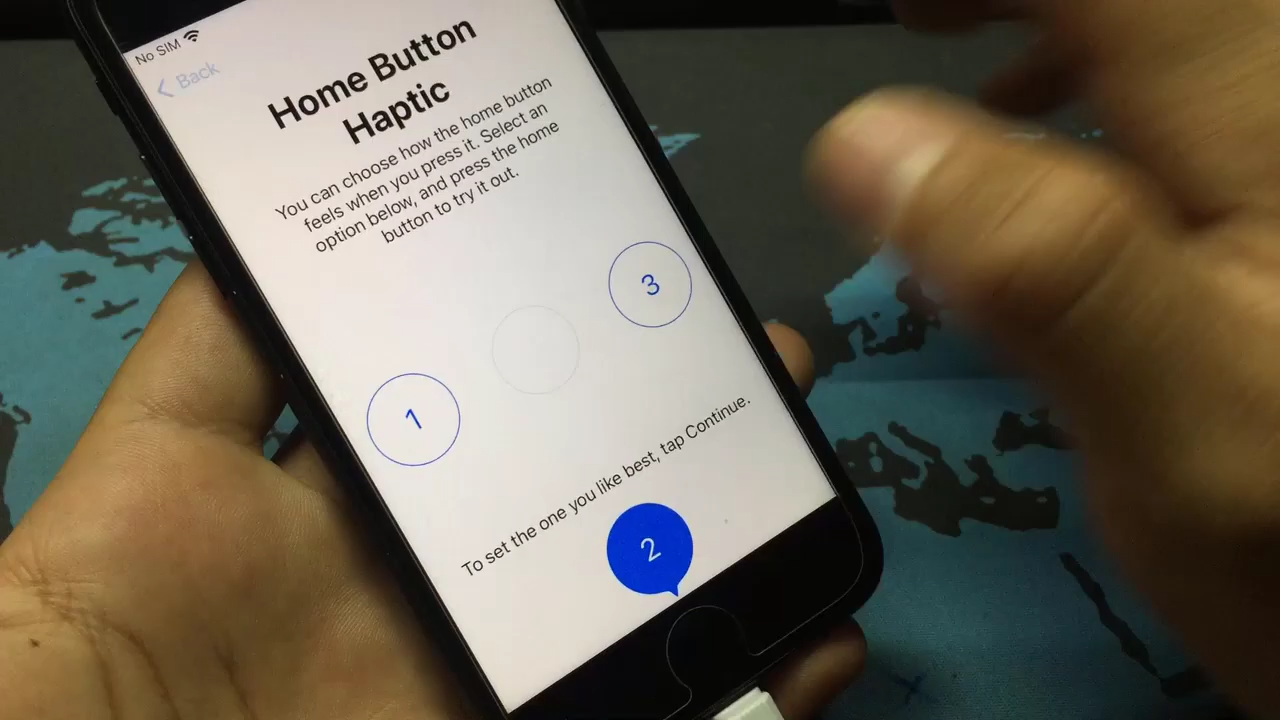 No SIM
Back
Home Button
Haptic
You can choose how the home button
feels when you press it. Select an
option below, and press the home
button to try it out.
3
1
To set the one you like best, tap Continue.
2